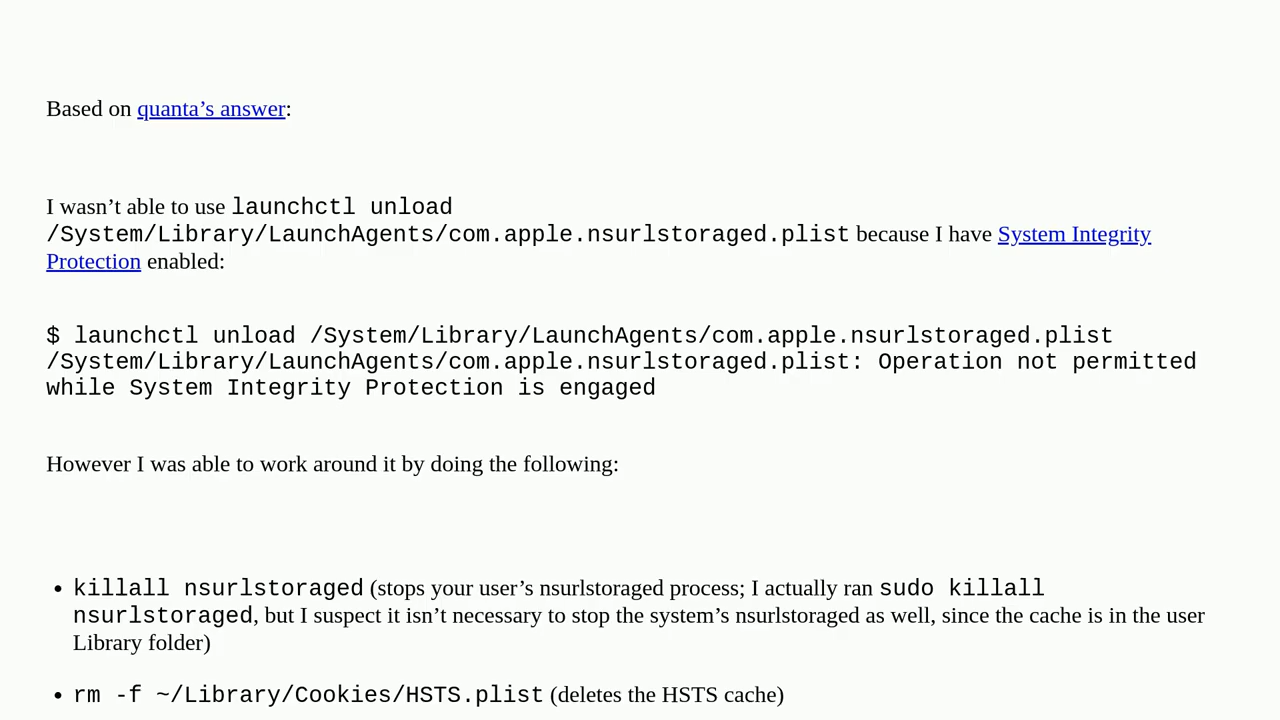 Based on quanta’s answer:
I wasn’t able to use launchctl unload
/System/Library/LaunchAgents/com.apple.nsurlstoraged.plist because I have System Integrity
Protection enabled:
$ launchctl unload /System/Library/LaunchAgents/com.apple.nsurlstoraged.plist
/System/Library/LaunchAgents/com.apple.nsurlstoraged.plist: Operation not permitted
while System Integrity Protection is engaged
However I was able to work around it by doing the following:
• killall nsurlstoraged (stops your user’s nsurlstoraged process; I actually ran sudo killall
nsurlstoraged, but I suspect it isn’t necessary to stop the system’s nsurlstoraged as well, since the cache is in the user
Library folder)
• rm -f ~/Library/Cookies/HSTS.plist (deletes the HSTS cache)